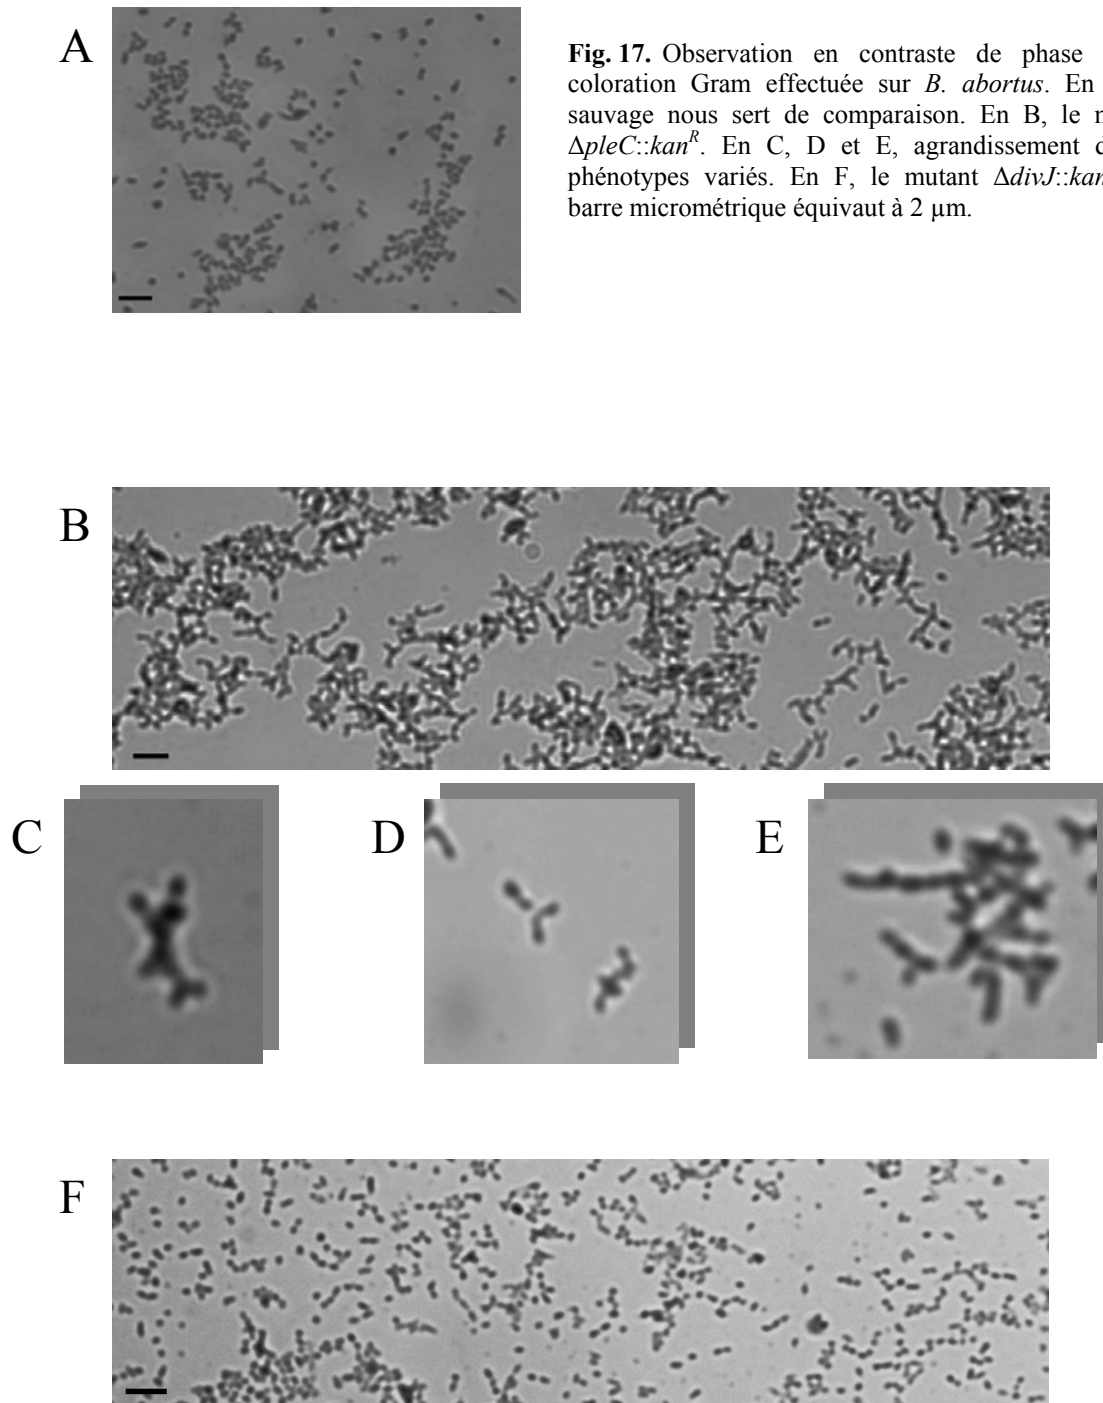 A
Fig. 17. Observation en contraste de phase
coloration Gram effectuée sur B. abortus. En
sauvage nous sert de comparaison. En B, le
ΔpleC::kanᴿ. En C, D et E, agrandissement
phénotypes variés. En F, le mutant ΔdivJ::kan
barre micrométrique équivaut à 2 µm.
B
C
D
E
F